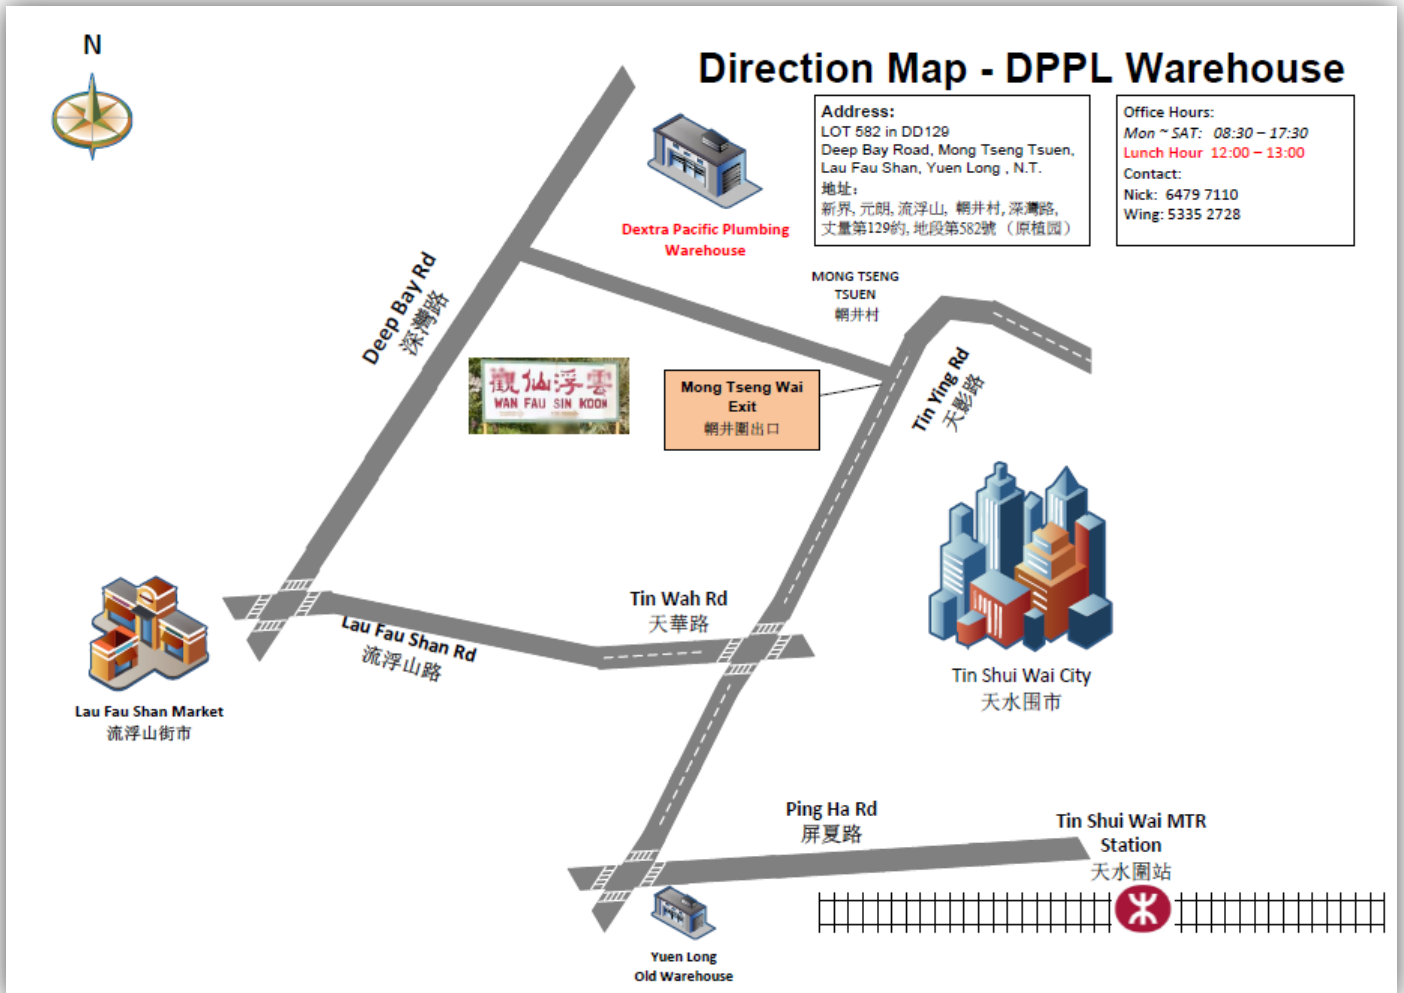 N
Direction Map - DPPL Warehouse
Address:
LOT 582 in DD129
Deep Bay Road, Mong Tseng Tsuen,
Lau Fau Shan, Yuen Long , N.T.
地址：
新界, 元朗, 流浮山, 輞井村, 深灣路,
丈量第129約, 地段第582號 （原植园）
Office Hours:
Mon ~ SAT: 08:30 – 17:30
Lunch Hour 12:00 – 13:00
Contact:
Nick: 6479 7110
Wing: 5335 2728
Dextra Pacific Plumbing
Warehouse
Deep Bay Rd
深灣路
MONG TSENG
TSUEN
輞井村
觀仙浮雲
WAN FAU SIN KOON
Mong Tseng Wai
Exit
輞井圍出口
Tin Ying Rd
天影路
Tin Wah Rd
天華路
Lau Fau Shan Rd
流浮山路
Lau Fau Shan Market
流浮山街市
Tin Shui Wai City
天水围市
Ping Ha Rd
屏夏路
Tin Shui Wai MTR
Station
天水圍站
Yuen Long
Old Warehouse